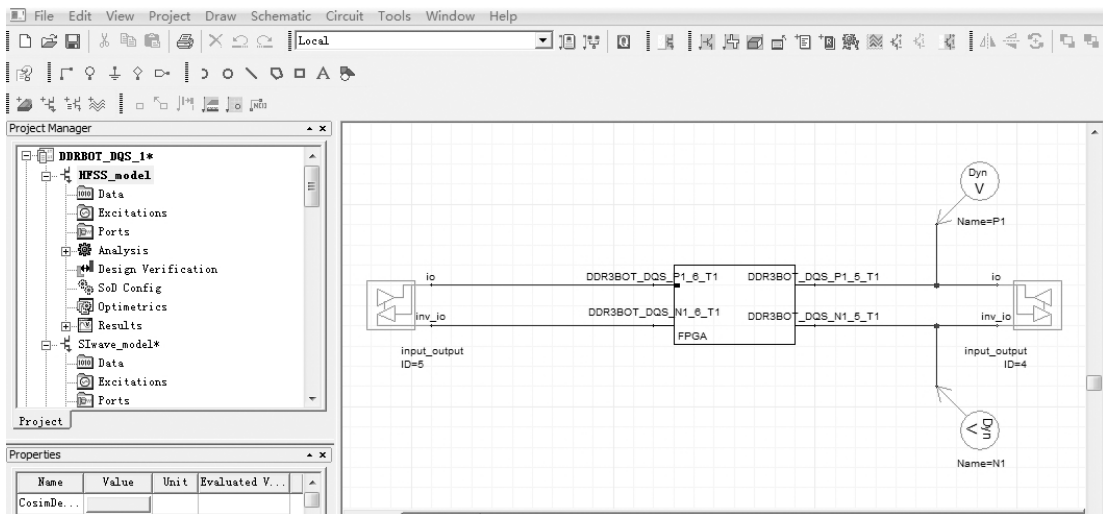 File Edit View Project Draw Schematic Circuit Tools Window Help
Local
Project Manager
DDRBOT_DQS_1*
HFSS_model
Data
Excitations
Ports
Analysis
Design Verification
SoD Config
Optimetrics
Results
SIwave_model*
Data
Excitations
Ports
Project
Properties
Name Value Unit Evaluated V...
CosimDe...
Dyn
V
Name=P1
io DDR3BOT_DQS_P1_6_T1 DDR3BOT_DQS_P1_5_T1 io
inv_io DDR3BOT_DQS_N1_6_T1 DDR3BOT_DQS_N1_5_T1 inv_io
FPGA
input_output input_output
ID=5 ID=4
Dyn
V
Name=N1